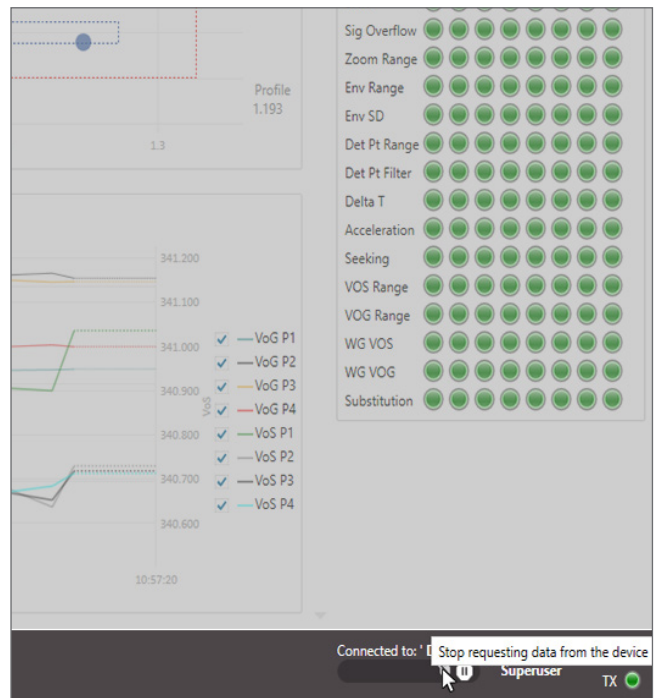 Sig Overflow
Zoom Range
Env Range
Env SD
Det Pt Range
Det Pt Filter
Delta T
Acceleration
Seeking
VOS Range
VOG Range
WG VOS
WG VOG
Substitution
Profile
1.193
1.3
341.200
341.100
341.000
340.900
340.800
340.700
340.600
VoS
VoG P1
VoG P2
VoG P3
VoG P4
VoS P1
VoS P2
VoS P3
VoS P4
10:57:20
Connected to: '
Stop requesting data from the device
Superuser
TX